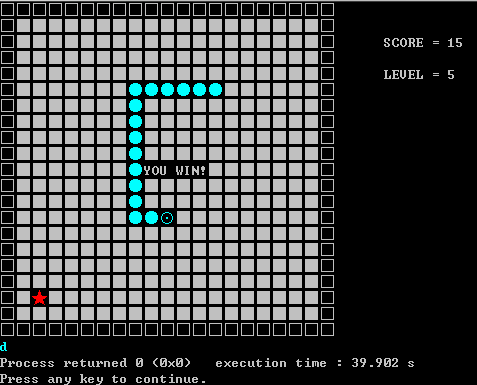 SCORE = 15
LEVEL = 5
YOU WIN!
d
Process returned 0 (0x0)   execution time : 39.902 s
Press any key to continue.